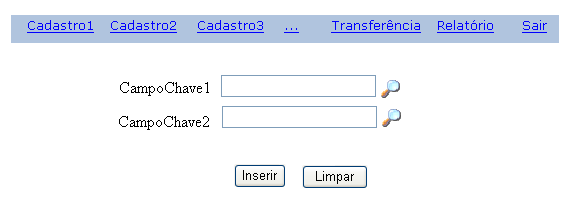 Cadastro1 Cadastro2 Cadastro3 ... Transferência Relatório Sair
CampoChave1
CampoChave2
Inserir Limpar